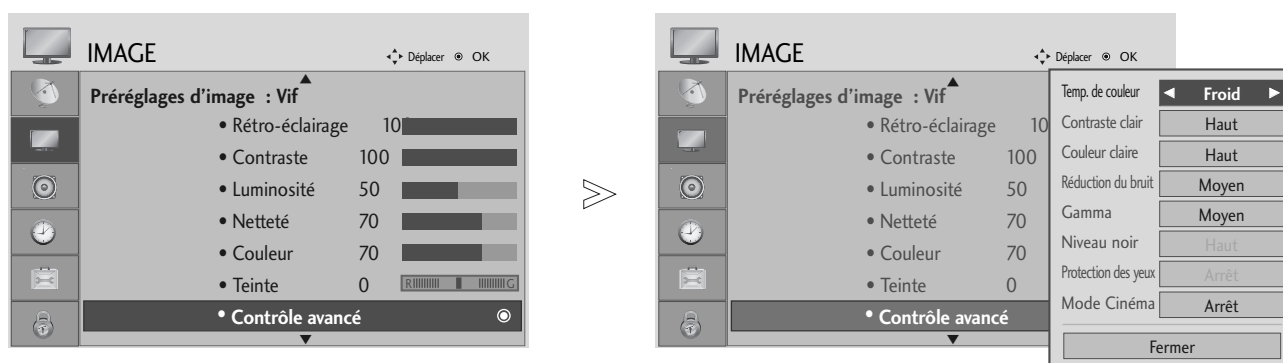 IMAGE
Déplacer OK
Préréglages d'image : Vif
• Rétro-éclairage 10
• Contraste 100
• Luminosité 50
• Netteté 70
• Couleur 70
• Teinte 0 R G
• Contrôle avancé
IMAGE
Déplacer OK
Préréglages d'image : Vif
• Rétro-éclairage 10
• Contraste 100
• Luminosité 50
• Netteté 70
• Couleur 70
• Teinte 0
• Contrôle avancé
Temp. de couleur ◄ Froid ►
Contraste clair Haut
Couleur claire Haut
Réduction du bruit Moyen
Gamma Moyen
Niveau noir Haut
Protection des yeux Arrêt
Mode Cinéma Arrêt
Fermer